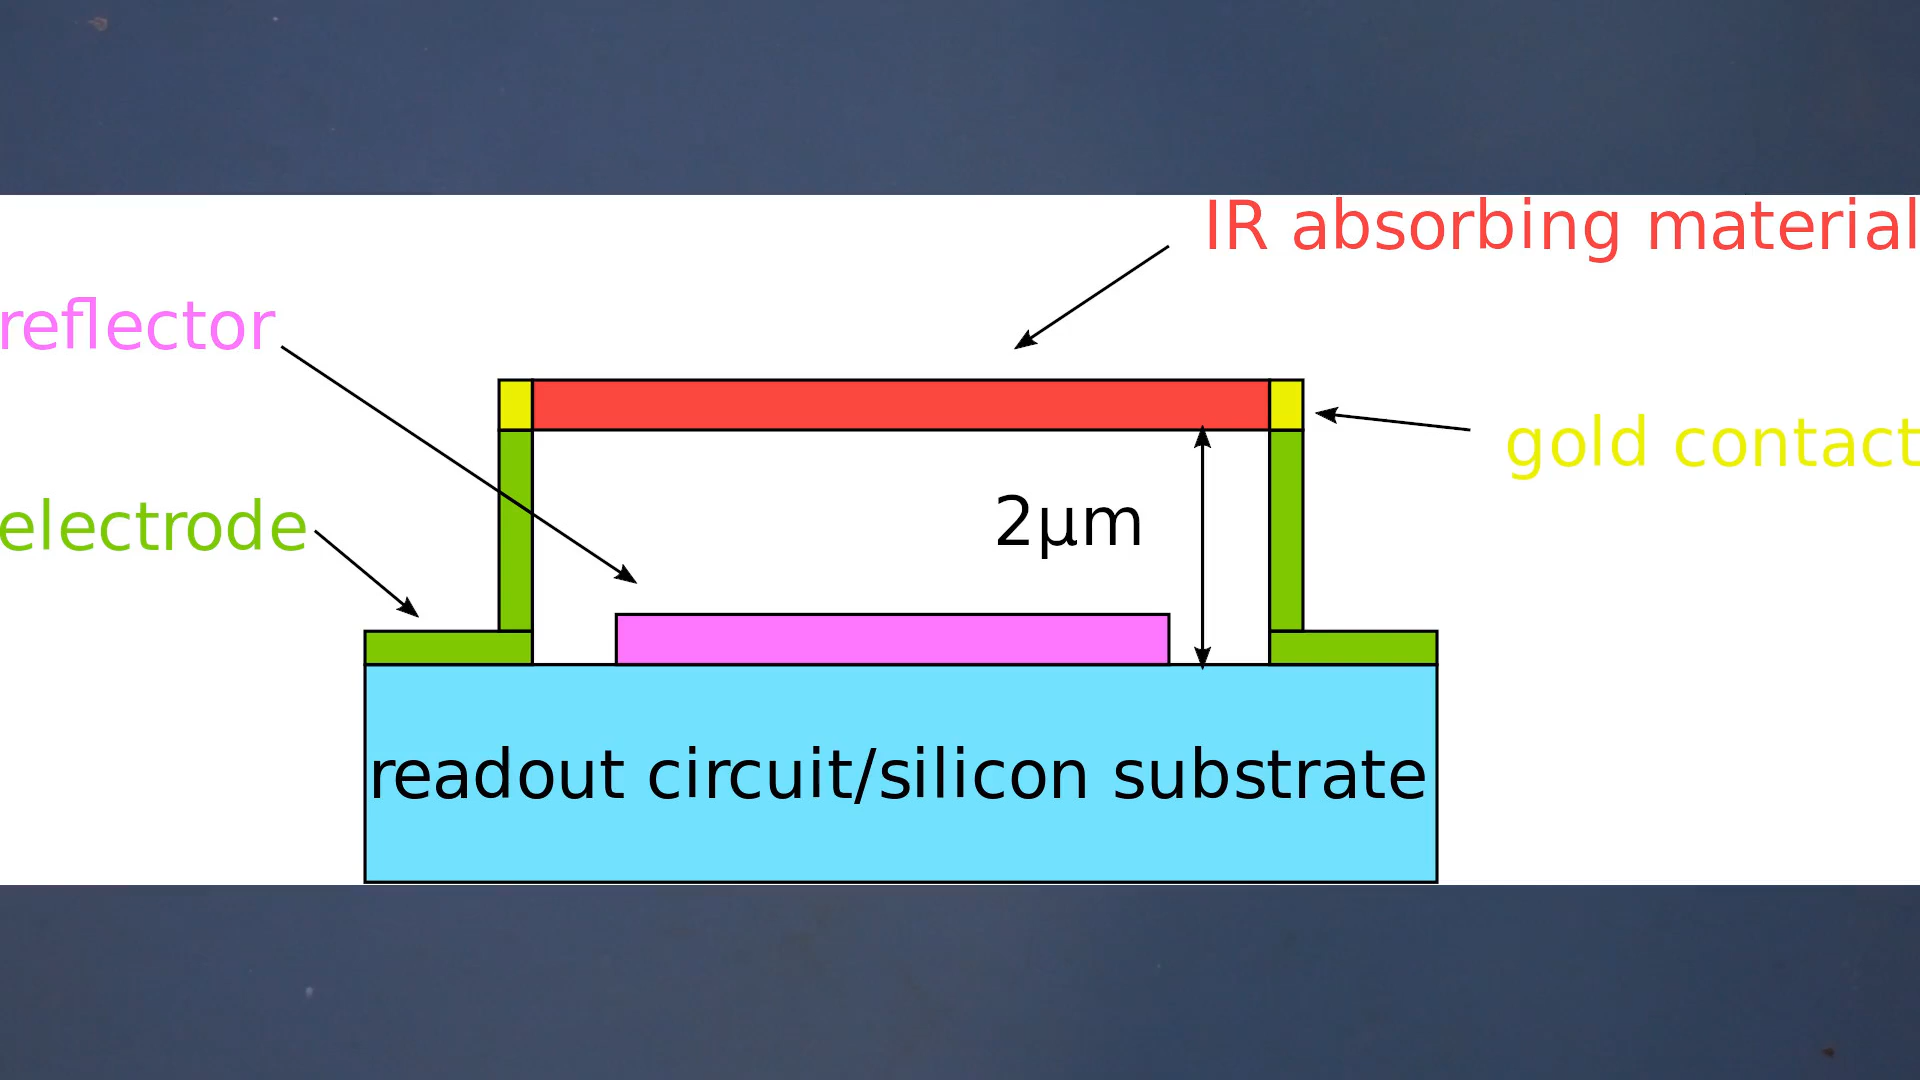 IR absorbing material
reflector
gold contact
electrode
2μm
readout circuit/silicon substrate